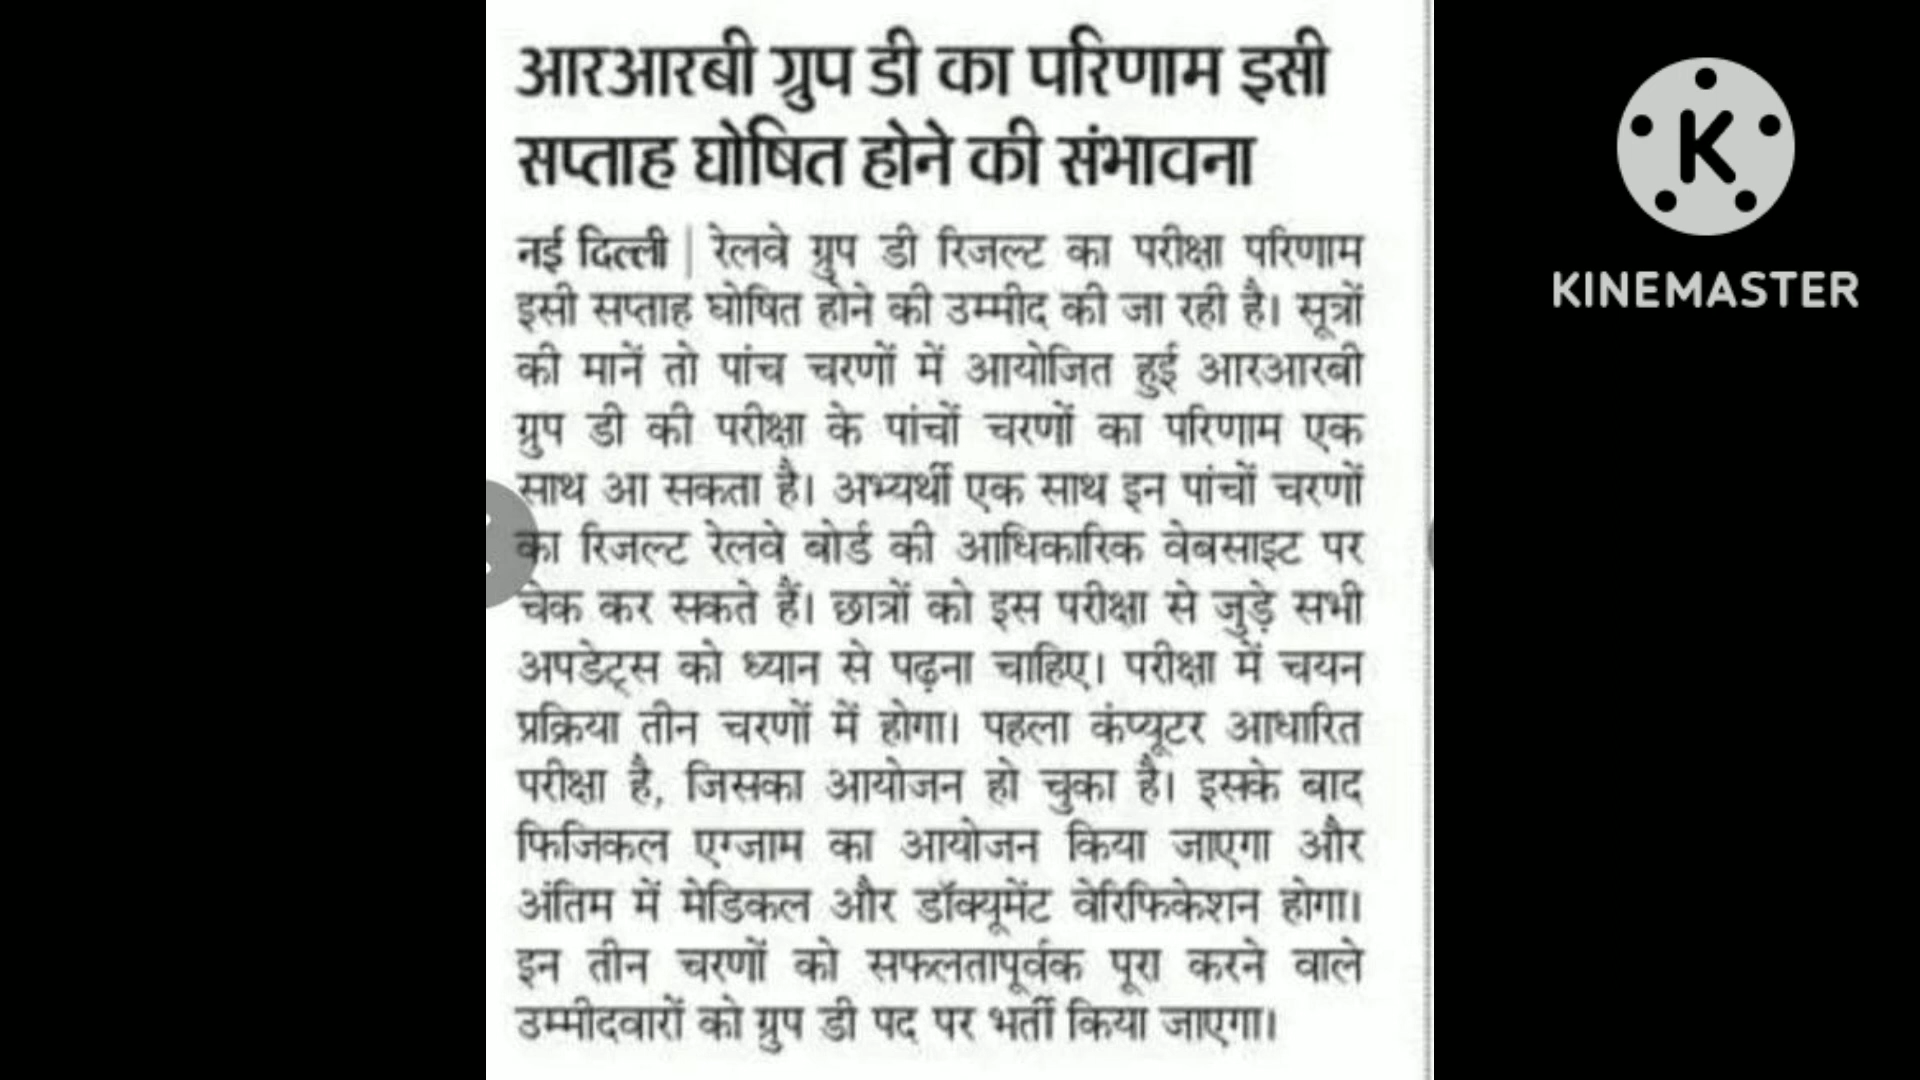 आरआरबी ग्रुप डी का परिणाम इसी
सप्ताह घोषित होने की संभावना
नई दिल्ली | रेलवे ग्रुप डी रिजल्ट का परीक्षा परिणाम
इसी सप्ताह घोषित होने की उम्मीद की जा रही है। सूत्रों
की मानें तो पांच चरणों में आयोजित हुई आरआरबी
ग्रुप डी की परीक्षा के पांचों चरणों का परिणाम एक
साथ आ सकता है। अभ्यर्थी एक साथ इन पांचों चरणों
का रिजल्ट रेलवे बोर्ड की आधिकारिक वेबसाइट पर
चेक कर सकते हैं। छात्रों को इस परीक्षा से जुड़े सभी
अपडेट्स को ध्यान से पढ़ना चाहिए। परीक्षा में चयन
प्रक्रिया तीन चरणों में होगा। पहला कंप्यूटर आधारित
परीक्षा है, जिसका आयोजन हो चुका है। इसके बाद
फिजिकल एग्जाम का आयोजन किया जाएगा और
अंतिम में मेडिकल और डॉक्यूमेंट वेरिफिकेशन होगा।
इन तीन चरणों को सफलतापूर्वक पूरा करने वाले
उम्मीदवारों को ग्रुप डी पद पर भर्ती किया जाएगा।
K
KINEMASTER